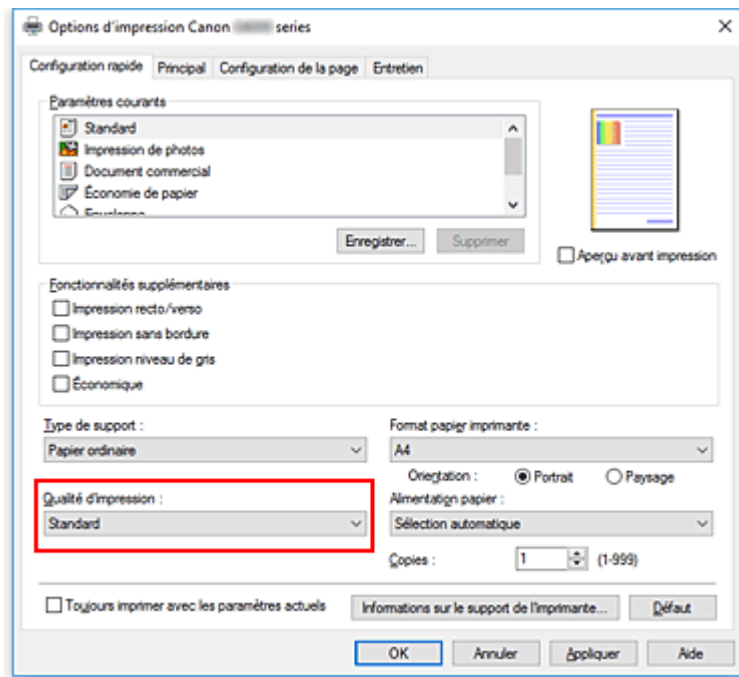 Options d'impression Canon series
Configuration rapide Principal Configuration de la page Entretien
Paramètres courants
Standard
Impression de photos
Document commercial
Économie de papier
Enregistrer... Supprimer
Aperçu avant impression
Fonctionnalités supplémentaires
Impression recto/verso
Impression sans bordure
Impression niveau de gris
Économique
Type de support :
Papier ordinaire
Format papier imprimante :
A4
Orientation : Portrait Paysage
Qualité d'impression :
Standard
Alimentation papier :
Sélection automatique
Copies : 1 (1-999)
Toujours imprimer avec les paramètres actuels Informations sur le support de l'imprimante... Défaut
OK Annuler Appliquer Aide